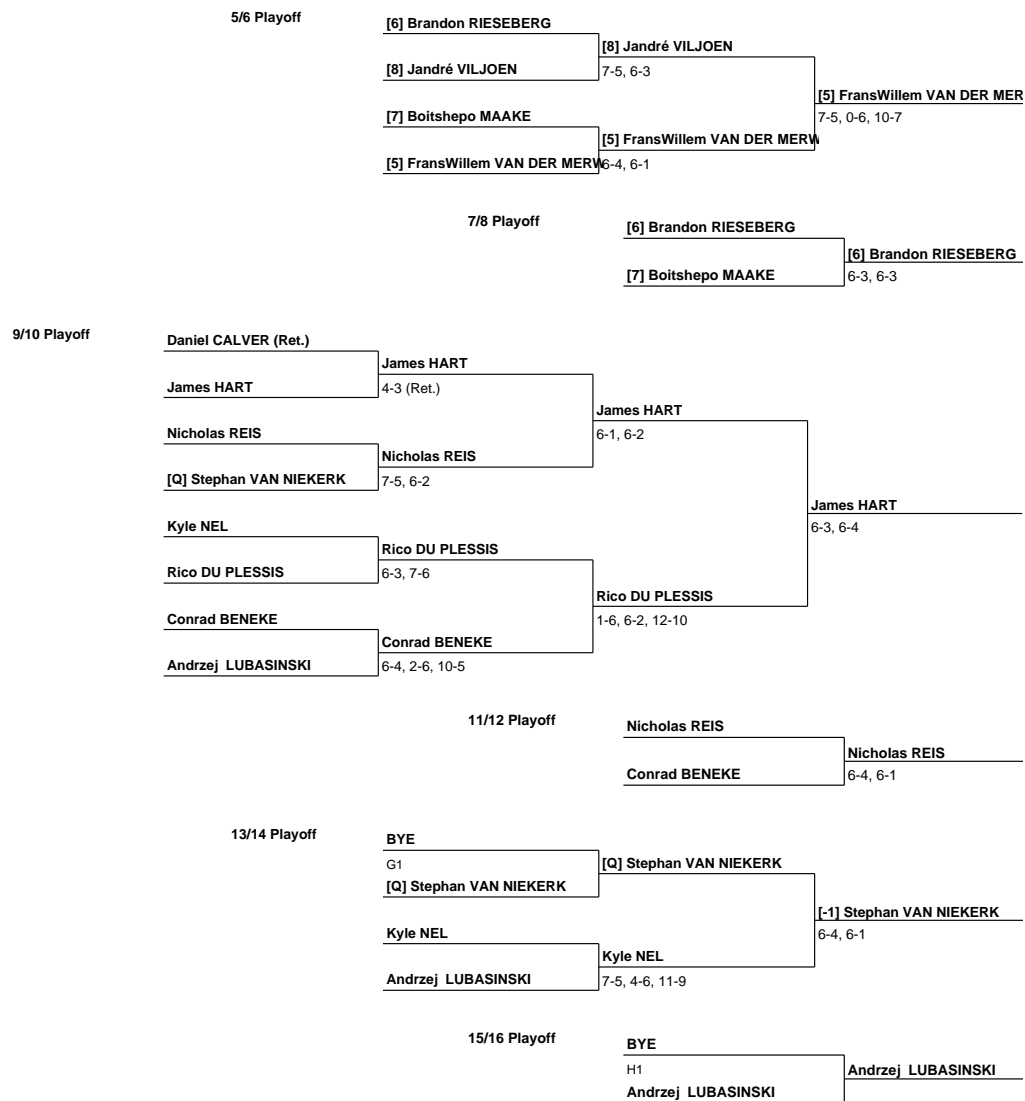 5/6 Playoff
[6] Brandon RIESEBERG
[8] Jandré VILJOEN
[8] Jandré VILJOEN
7-5, 6-3
[5] FransWillem VAN DER MER
7-5, 0-6, 10-7
[7] Boitshepo MAAKE
[5] FransWillem VAN DER MERW
[5] FransWillem VAN DER MERW
6-4, 6-1
7/8 Playoff
[6] Brandon RIESEBERG
[6] Brandon RIESEBERG
[7] Boitshepo MAAKE
6-3, 6-3
9/10 Playoff
Daniel CALVER (Ret.)
James HART
James HART
4-3 (Ret.)
James HART
6-1, 6-2
Nicholas REIS
Nicholas REIS
[Q] Stephan VAN NIEKERK
7-5, 6-2
James HART
6-3, 6-4
Kyle NEL
Rico DU PLESSIS
Rico DU PLESSIS
6-3, 7-6
Rico DU PLESSIS
1-6, 6-2, 12-10
Conrad BENEKE
Conrad BENEKE
Andrzej LUBASINSKI
6-4, 2-6, 10-5
11/12 Playoff
Nicholas REIS
Nicholas REIS
Conrad BENEKE
6-4, 6-1
13/14 Playoff
BYE
G1
[Q] Stephan VAN NIEKERK
[Q] Stephan VAN NIEKERK
[-1] Stephan VAN NIEKERK
6-4, 6-1
Kyle NEL
Kyle NEL
Andrzej LUBASINSKI
7-5, 4-6, 11-9
15/16 Playoff
BYE
H1
Andrzej LUBASINSKI
Andrzej LUBASINSKI